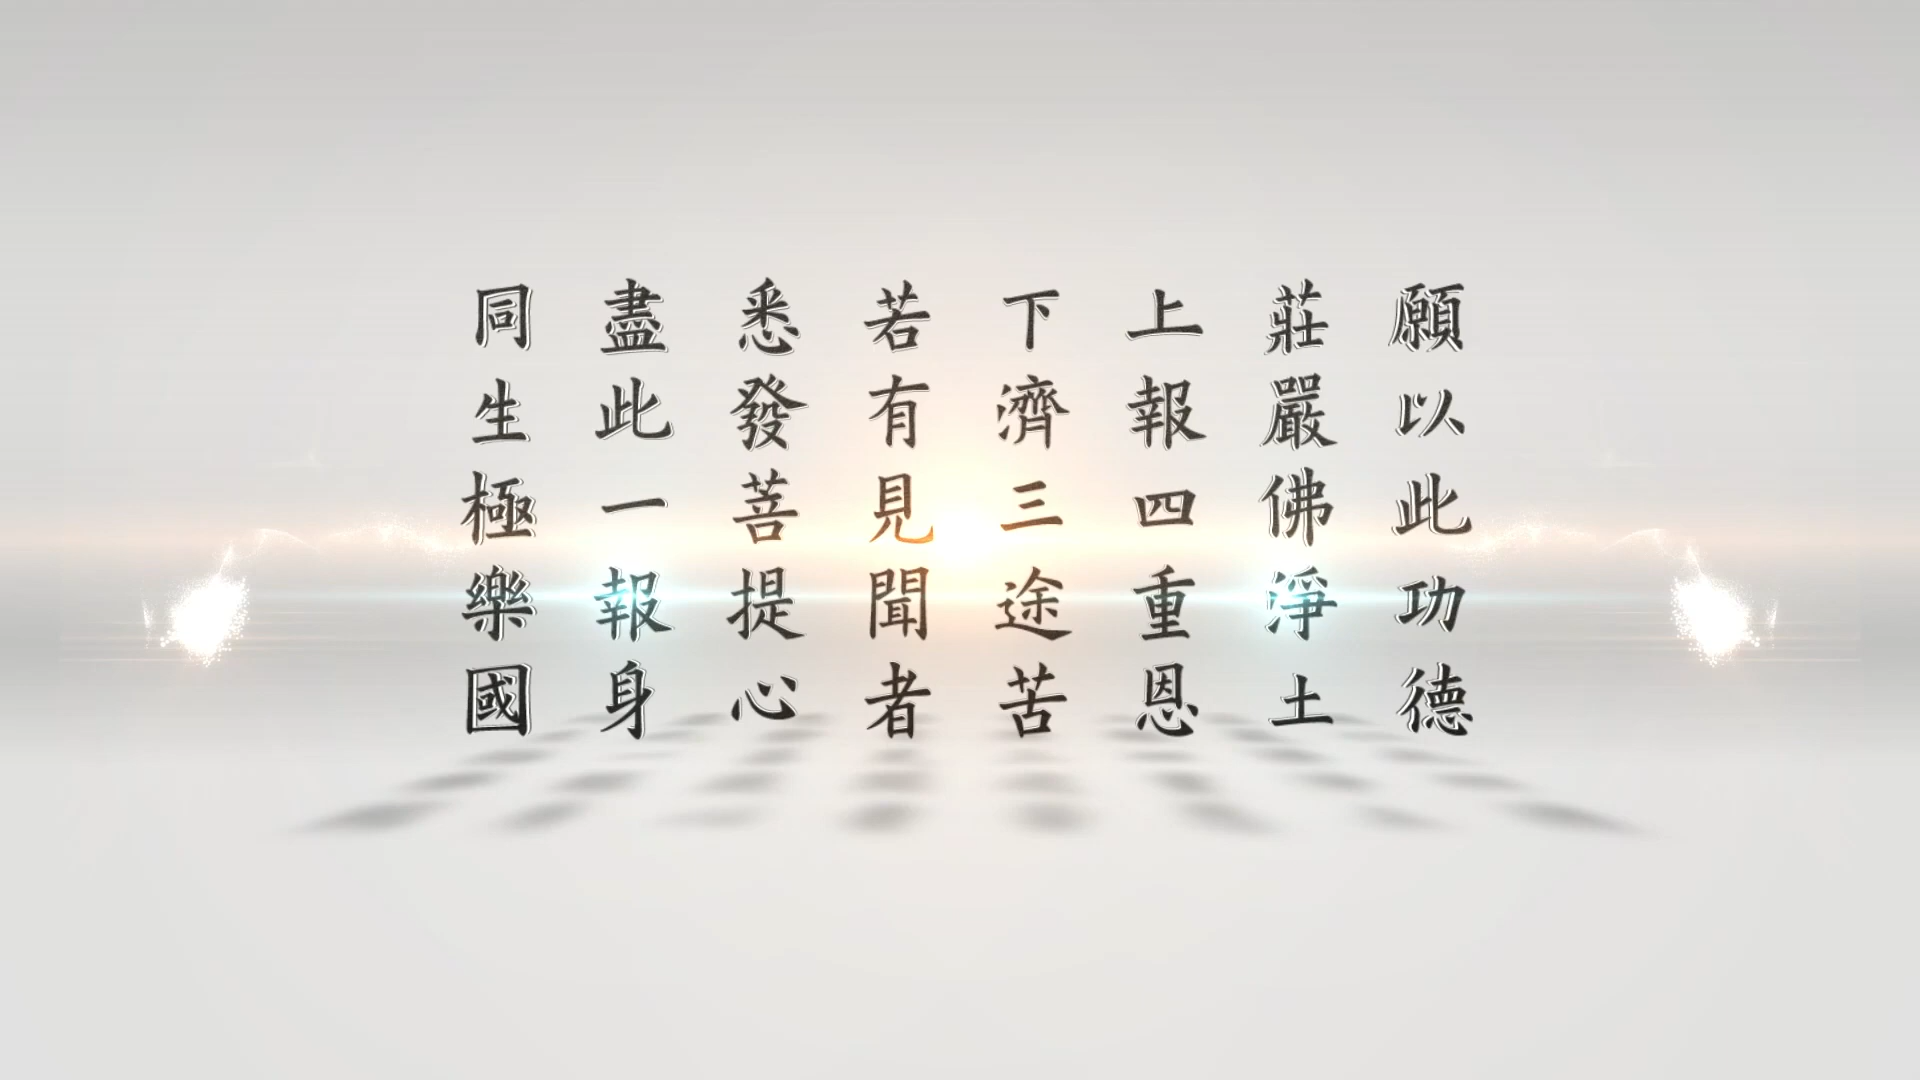 願以此功德
莊嚴佛淨土
上報四重恩
下濟三途苦
若有見聞者
悉發菩提心
盡此一報身
同生極樂國